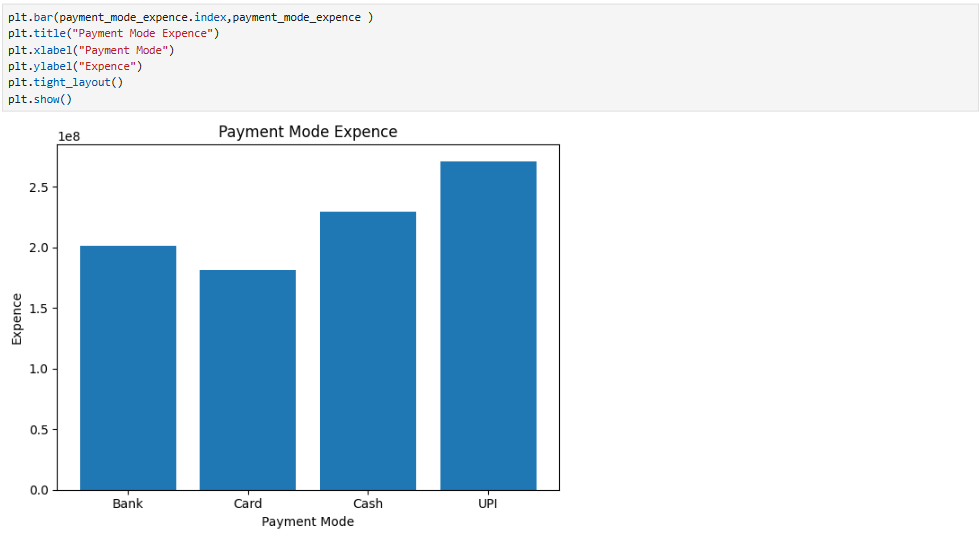 plt.bar(payment_mode_expence.index,payment_mode_expence )
plt.title("Payment Mode Expence")
plt.xlabel("Payment Mode")
plt.ylabel("Expence")
plt.tight_layout()
plt.show()
Payment Mode Expence
1e8
2.5
2.0
1.5
1.0
0.5
0.0
Expence
Bank Card Cash UPI
Payment Mode